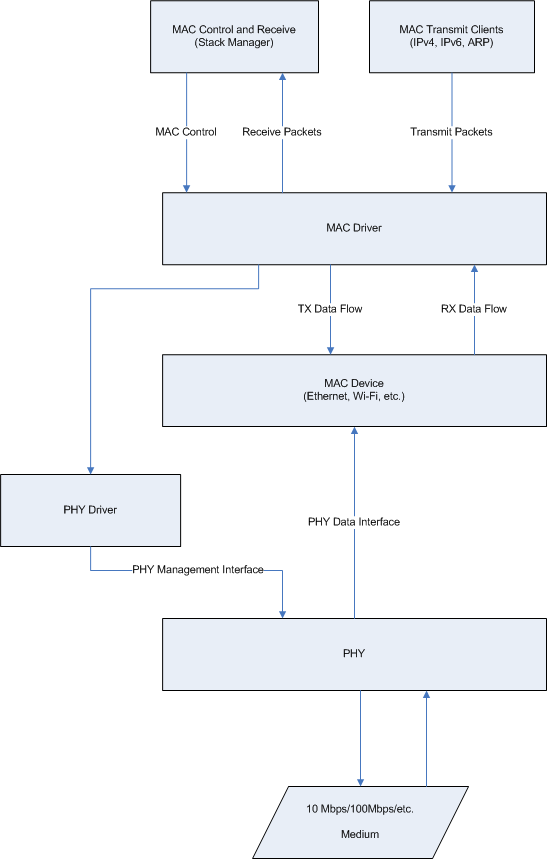 MAC Control and Receive
(Stack Manager)
MAC Transmit Clients
(IPv4, IPv6, ARP)
MAC Control
Receive Packets
Transmit Packets
MAC Driver
TX Data Flow
RX Data Flow
MAC Device
(Ethernet, Wi-Fi, etc.)
PHY Driver
PHY Data Interface
PHY Management Interface
PHY
10 Mbps/100Mbps/etc.
Medium